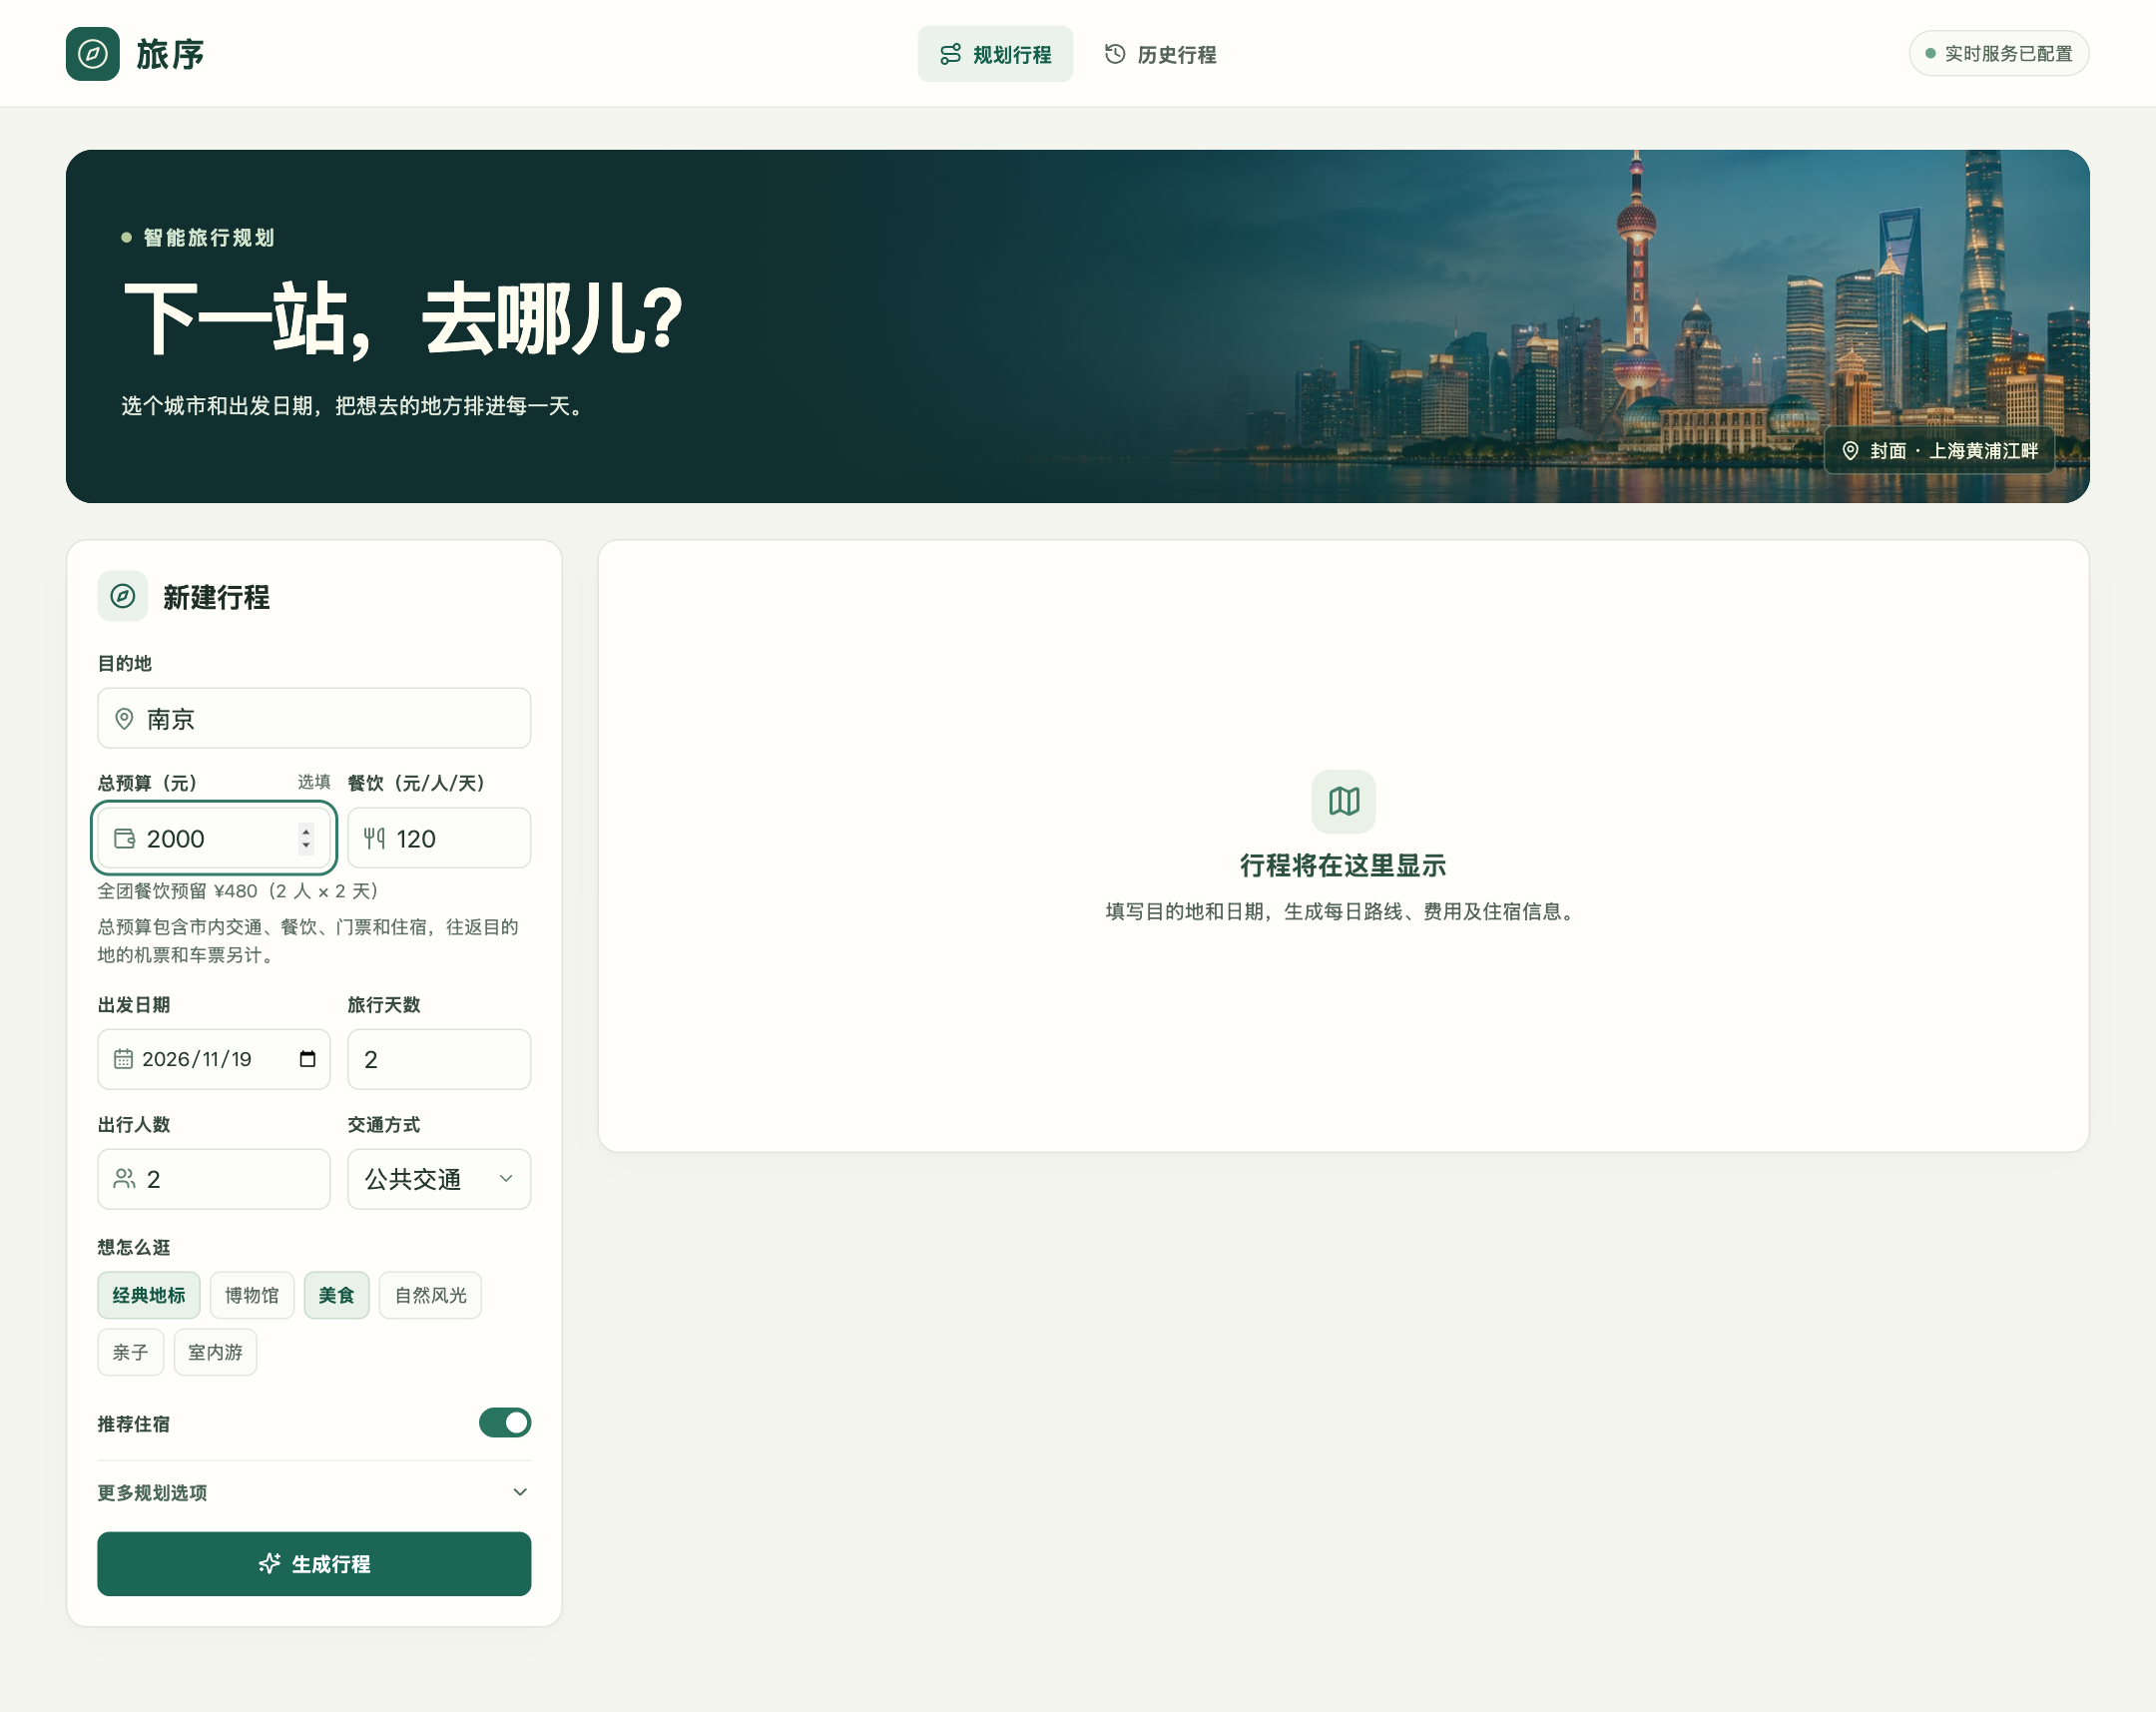 旅序
规划行程
历史行程
实时服务已配置
智能旅行规划
下一站，去哪儿？
选个城市和出发日期，把想去的地方排进每一天。
封面 · 上海黄浦江畔
新建行程
目的地
南京
总预算（元） 选填 餐饮（元/人/天）
2000 120
全团餐饮预留 ¥480（2 人 × 2 天）
总预算包含市内交通、餐饮、门票和住宿，往返目的
地的机票和车票另计。
出发日期 旅行天数
2026/11/19 2
出行人数 交通方式
2 公共交通
想怎么逛
经典地标 博物馆 美食 自然风光
亲子 室内游
推荐住宿
更多规划选项
生成行程
行程将在这里显示
填写目的地和日期，生成每日路线、费用及住宿信息。